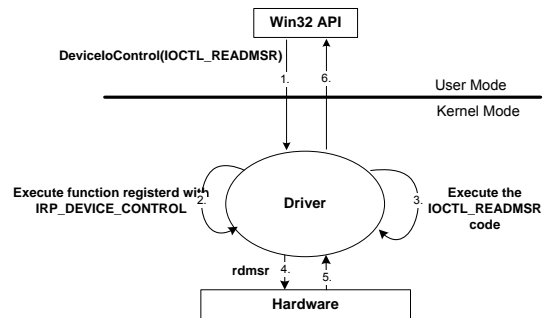 Win32 API
DeviceIoControl(IOCTL_READMSR)
1.
6.
User Mode
Kernel Mode
Execute function registerd with
IRP_DEVICE_CONTROL
2.
Driver
3.
Execute the
IOCTL_READMSR
code
rdmsr
4.
5.
Hardware